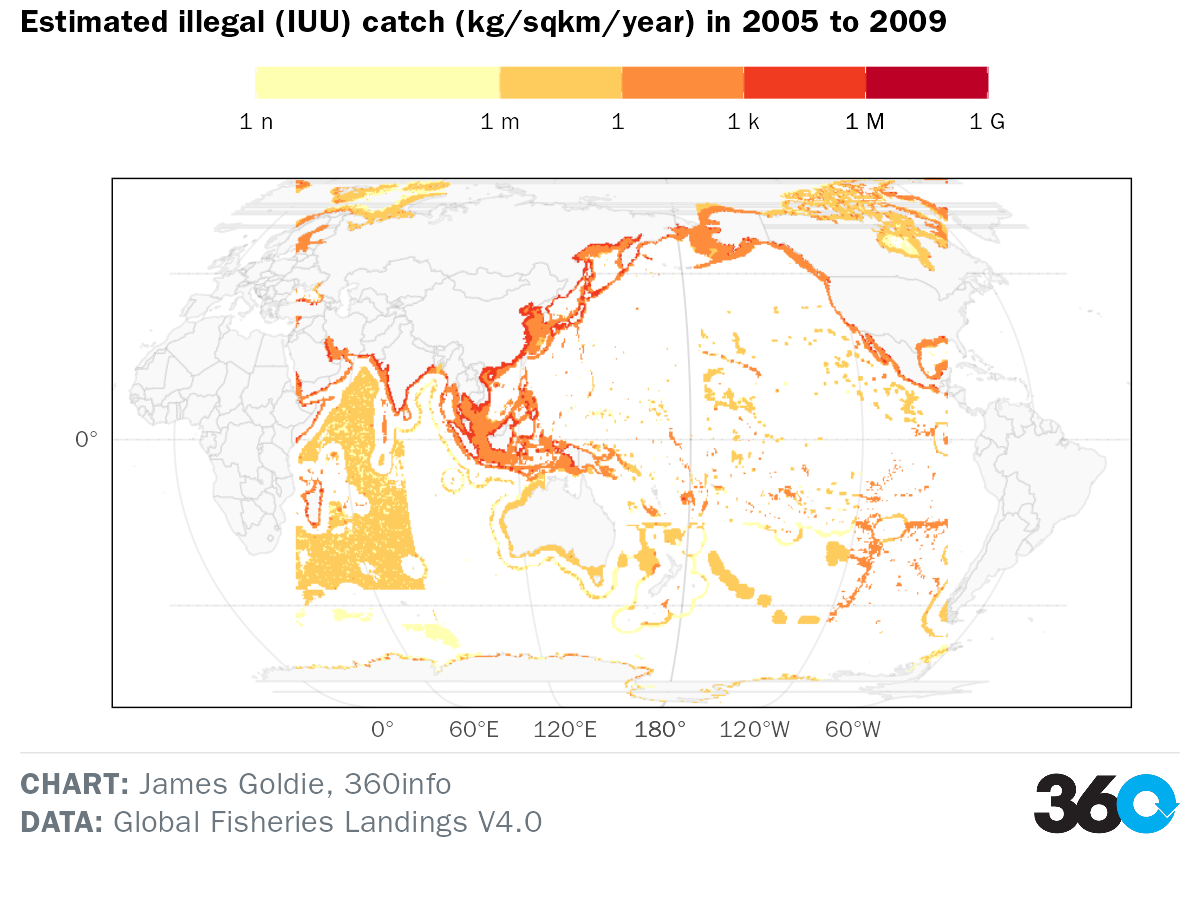 Estimated illegal (IUU) catch (kg/sqkm/year) in 2005 to 2009
1 n 1 m 1 1 k 1 M 1 G
0°
0° 60°E 120°E 180° 120°W 60°W
CHART: James Goldie, 360info
DATA: Global Fisheries Landings V4.0
360